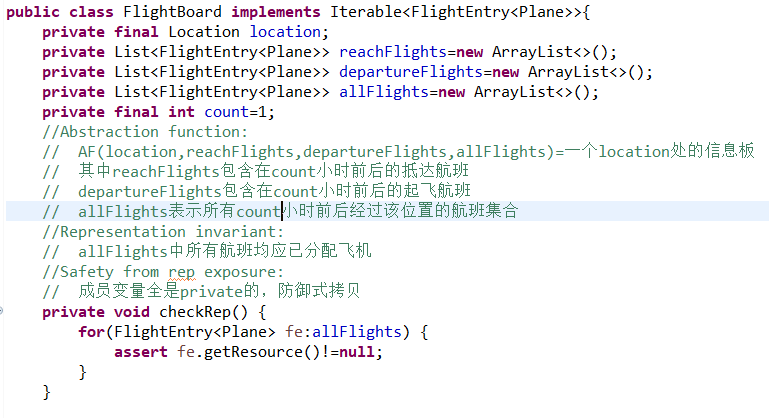 public class FlightBoard implements Iterable<FlightEntry<Plane>>{
    private final Location location;
    private List<FlightEntry<Plane>> reachFlights=new ArrayList<>();
    private List<FlightEntry<Plane>> departureFlights=new ArrayList<>();
    private List<FlightEntry<Plane>> allFlights=new ArrayList<>();
    private final int count=1;
    //Abstraction function:
    //  AF(location,reachFlights,departureFlights,allFlights)=一个location处的信息板
    //  其中reachFlights包含在count小时前后的抵达航班
    //  departureFlights包含在count小时前后的起飞航班
    //  allFlights表示所有count小时前后经过该位置的航班集合
    //Representation invariant:
    //  allFlights中所有航班均应已分配飞机
    //Safety from rep exposure:
    //  成员变量全是private的，防御式拷贝
    private void checkRep() {
        for(FlightEntry<Plane> fe:allFlights) {
            assert fe.getResource()!=null;
        }
    }